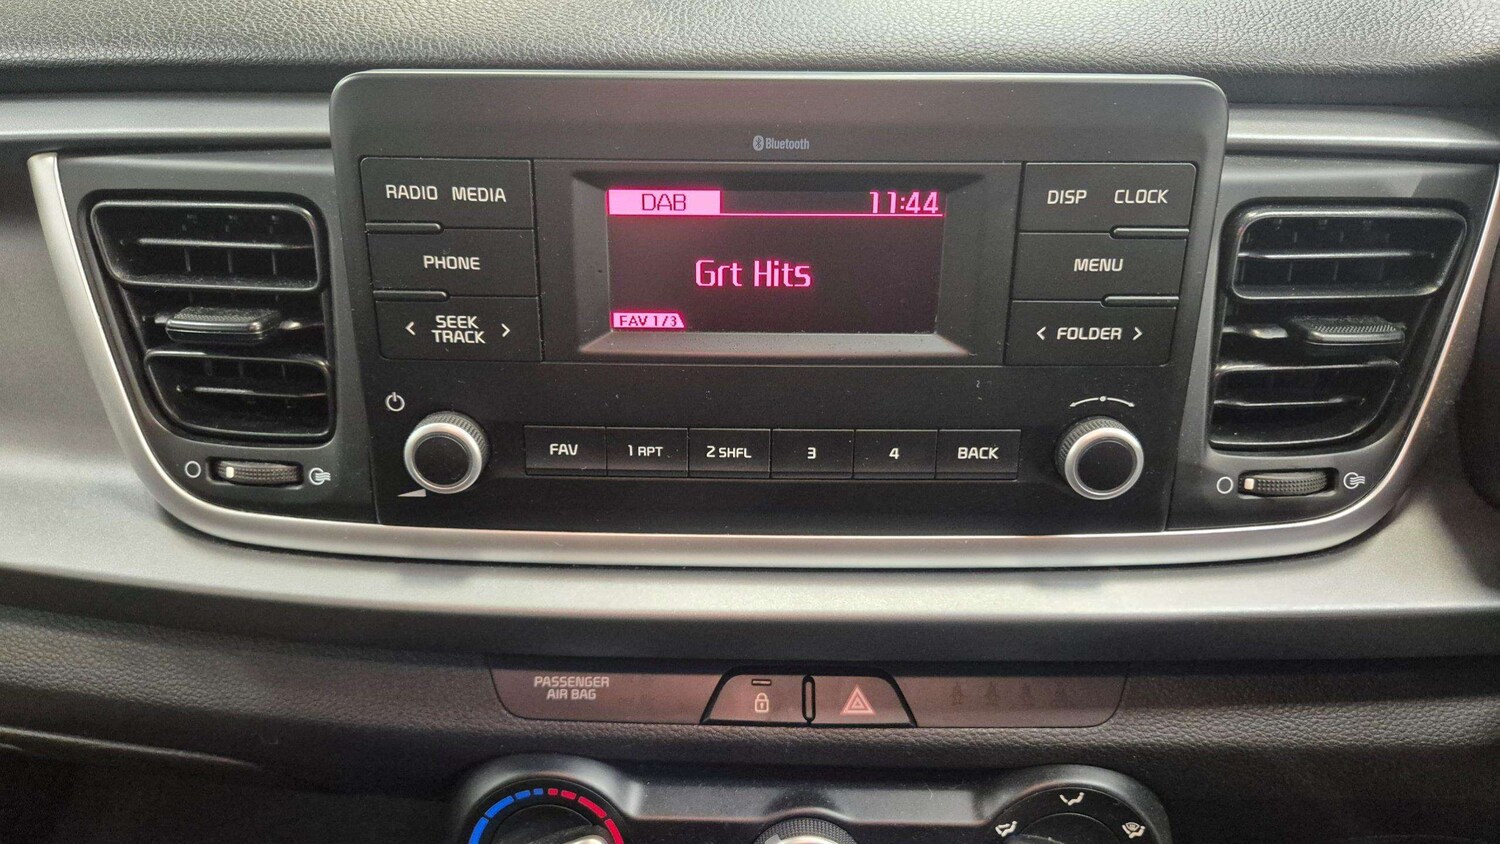 Bluetooth
RADIO MEDIA
DAB 11:44
DISP CLOCK
PHONE
Grt Hits
MENU
< SEEK TRACK >
FAV 1/3
< FOLDER >
FAV
1 RPT
2 SHFL
3
4
BACK
PASSENGER
AIR BAG